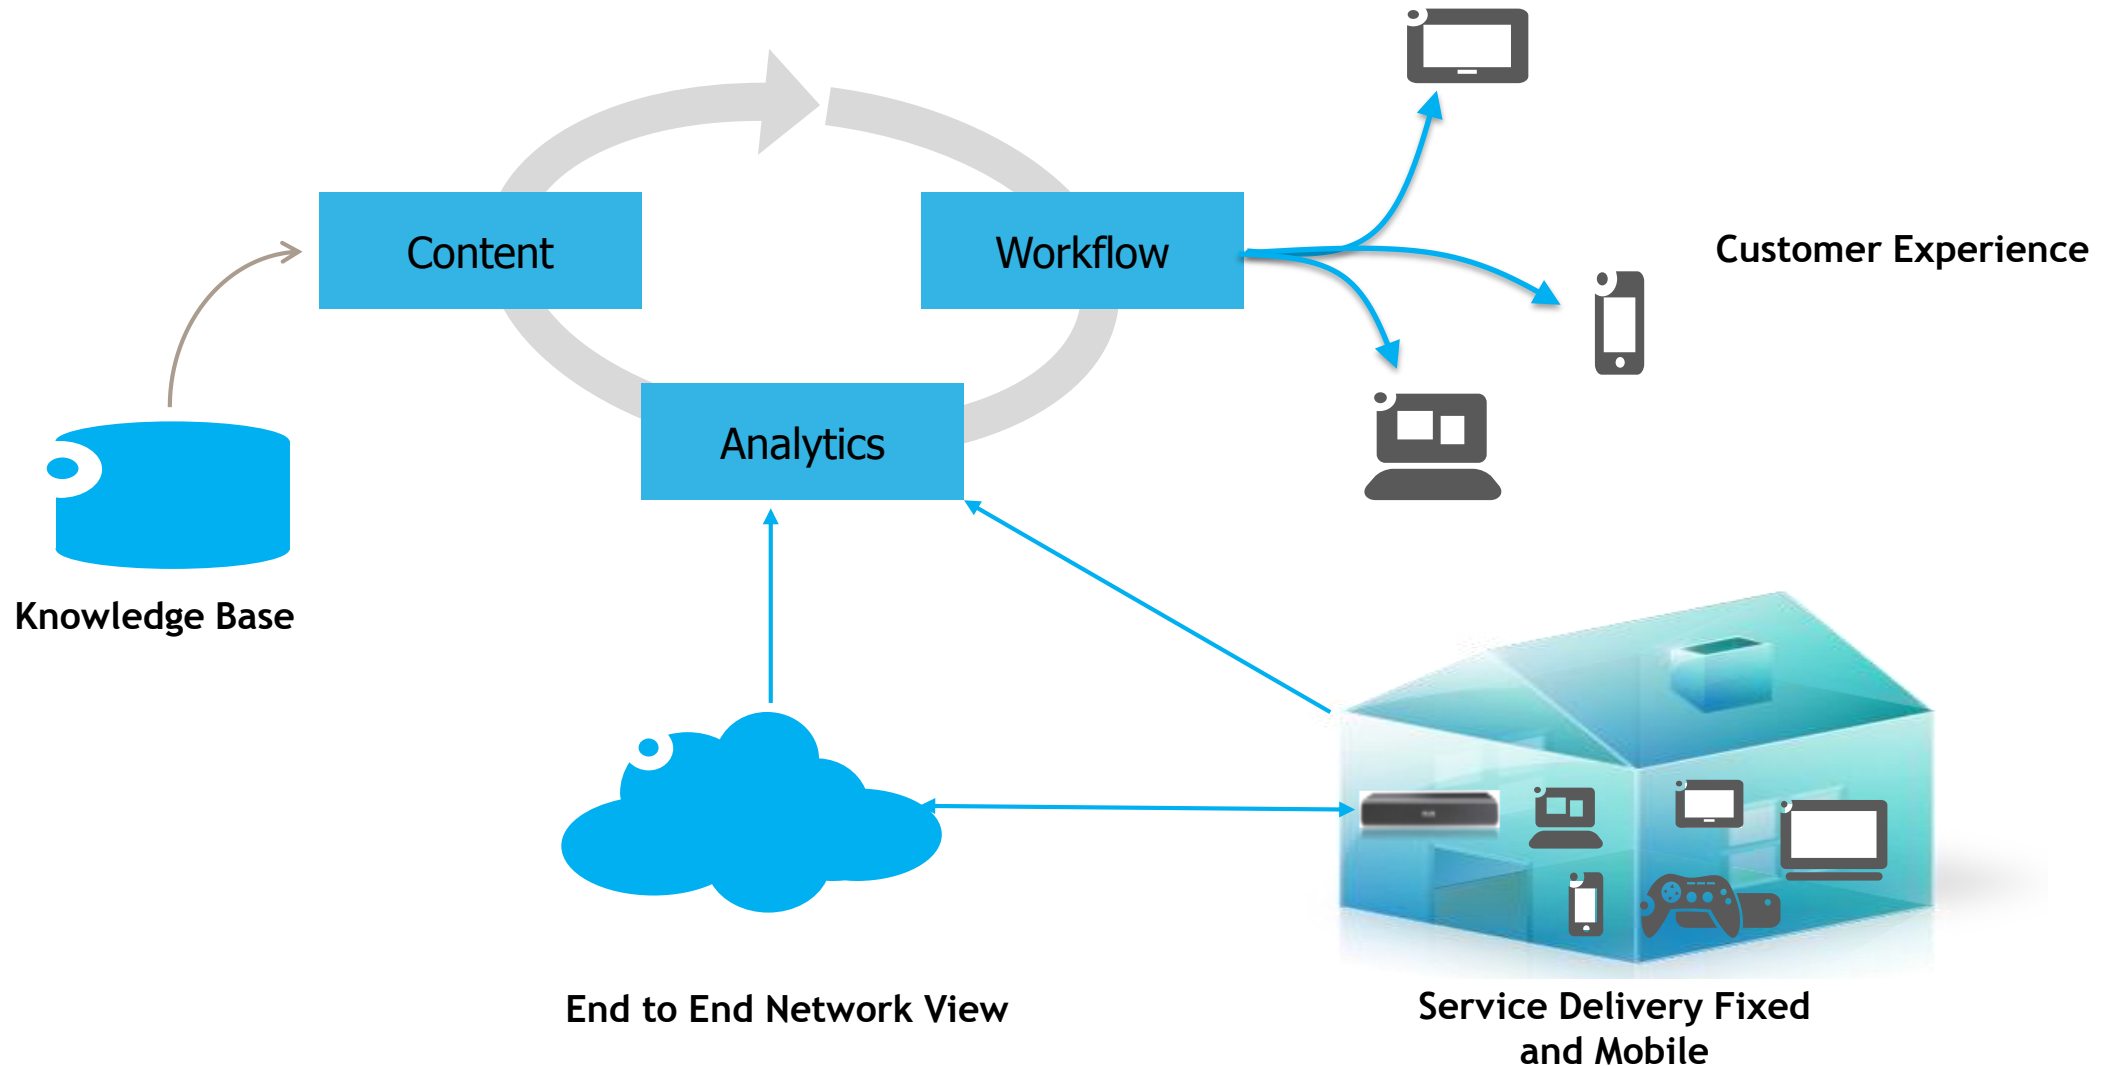 Content
Workflow
Customer Experience
Analytics
Knowledge Base
End to End Network View
Service Delivery Fixed
and Mobile